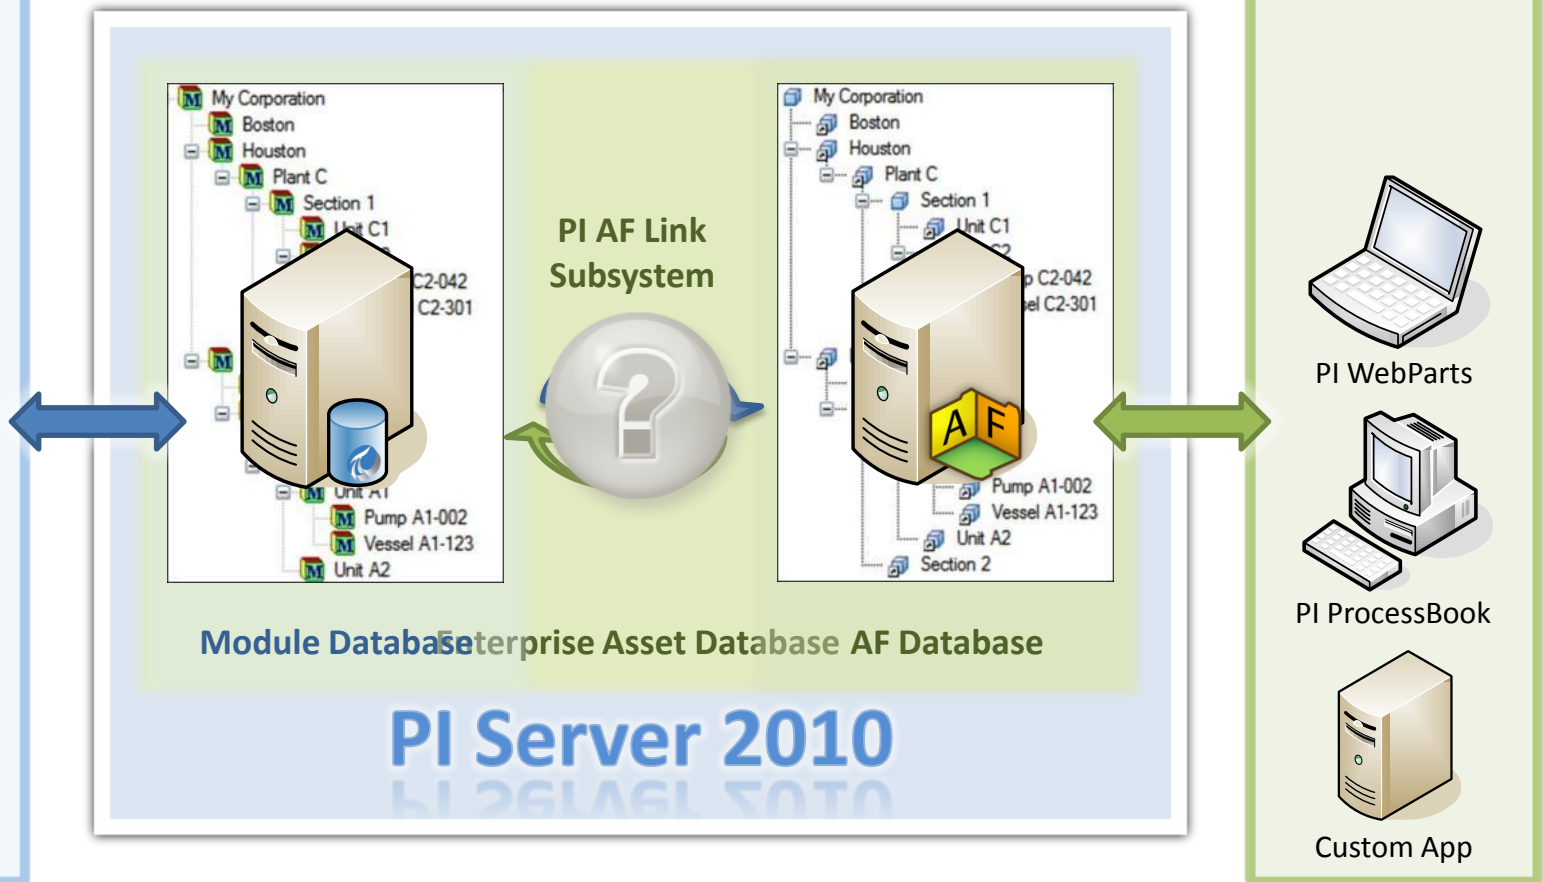 My Corporation
Boston
Houston
Plant C
Section 1
Unit C1
C2-042
C2-301
Unit A1
Pump A1-002
Vessel A1-123
Unit A2
PI AF Link
Subsystem
?
My Corporation
Boston
Houston
Plant C
Section 1
Unit C1
C2
C2-042
C2-301
AF
Pump A1-002
Vessel A1-123
Unit A2
Section 2
Module Database
Enterprise Asset Database
AF Database
PI Server 2010
PI WebParts
PI ProcessBook
Custom App